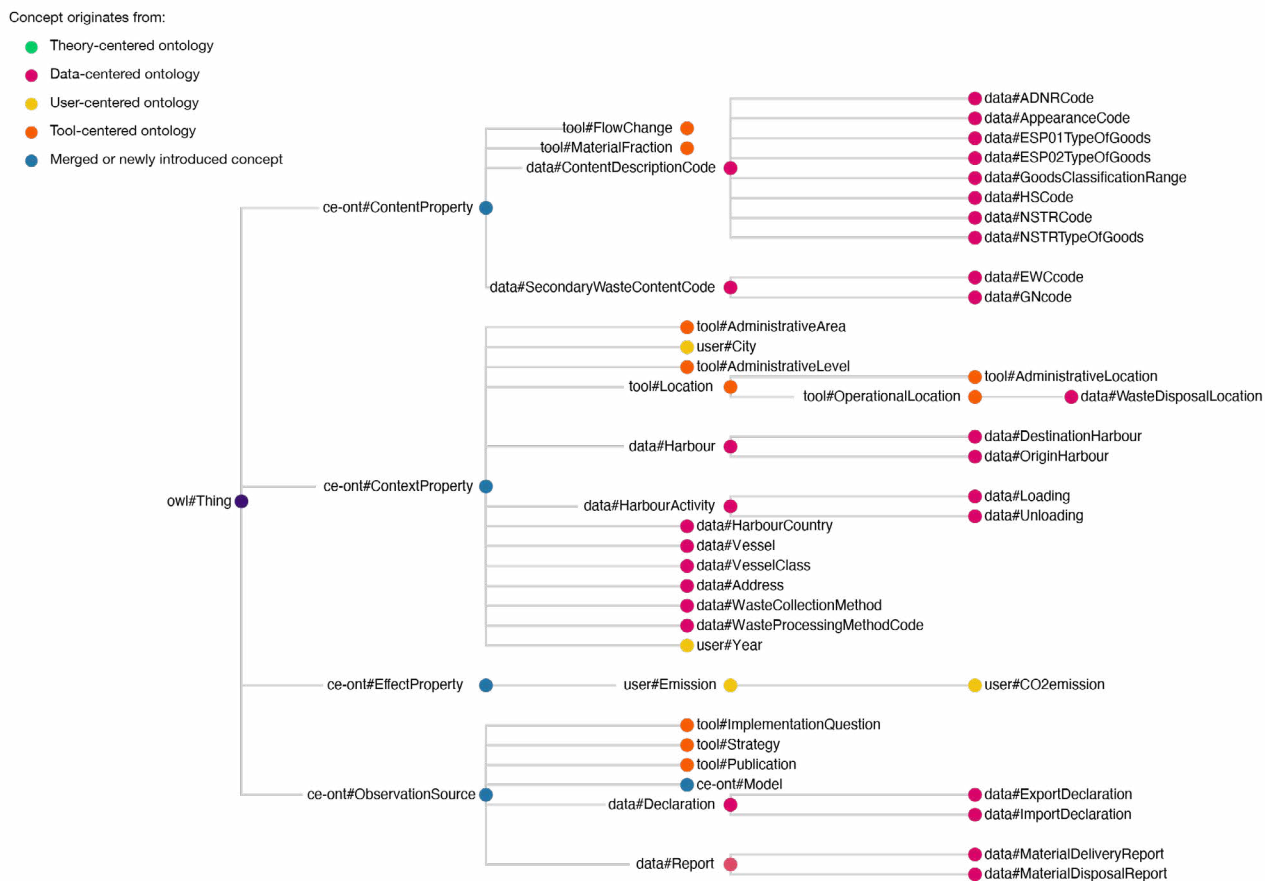 Concept originates from:
Theory-centered ontology
Data-centered ontology
User-centered ontology
Tool-centered ontology
Merged or newly introduced concept
owl#Thing
ce-ont#ContentProperty
tool#FlowChange
tool#MaterialFraction
data#ContentDescriptionCode
data#ADNRCode
data#AppearanceCode
data#ESP01TypeOfGoods
data#ESP02TypeOfGoods
data#GoodsClassificationRange
data#HSCode
data#NSTRCode
data#NSTRTypeOfGoods
data#SecondaryWasteContentCode
data#EWCcode
data#GNcode
ce-ont#ContextProperty
tool#AdministrativeArea
user#City
tool#AdministrativeLevel
tool#Location
tool#AdministrativeLocation
tool#OperationalLocation
data#WasteDisposalLocation
data#Harbour
data#DestinationHarbour
data#OriginHarbour
data#HarbourActivity
data#Loading
data#Unloading
data#HarbourCountry
data#Vessel
data#VesselClass
data#Address
data#WasteCollectionMethod
data#WasteProcessingMethodCode
user#Year
ce-ont#EffectProperty
user#Emission
user#CO2emission
ce-ont#ObservationSource
tool#ImplementationQuestion
tool#Strategy
tool#Publication
ce-ont#Model
data#Declaration
data#ExportDeclaration
data#ImportDeclaration
data#Report
data#MaterialDeliveryReport
data#MaterialDisposalReport